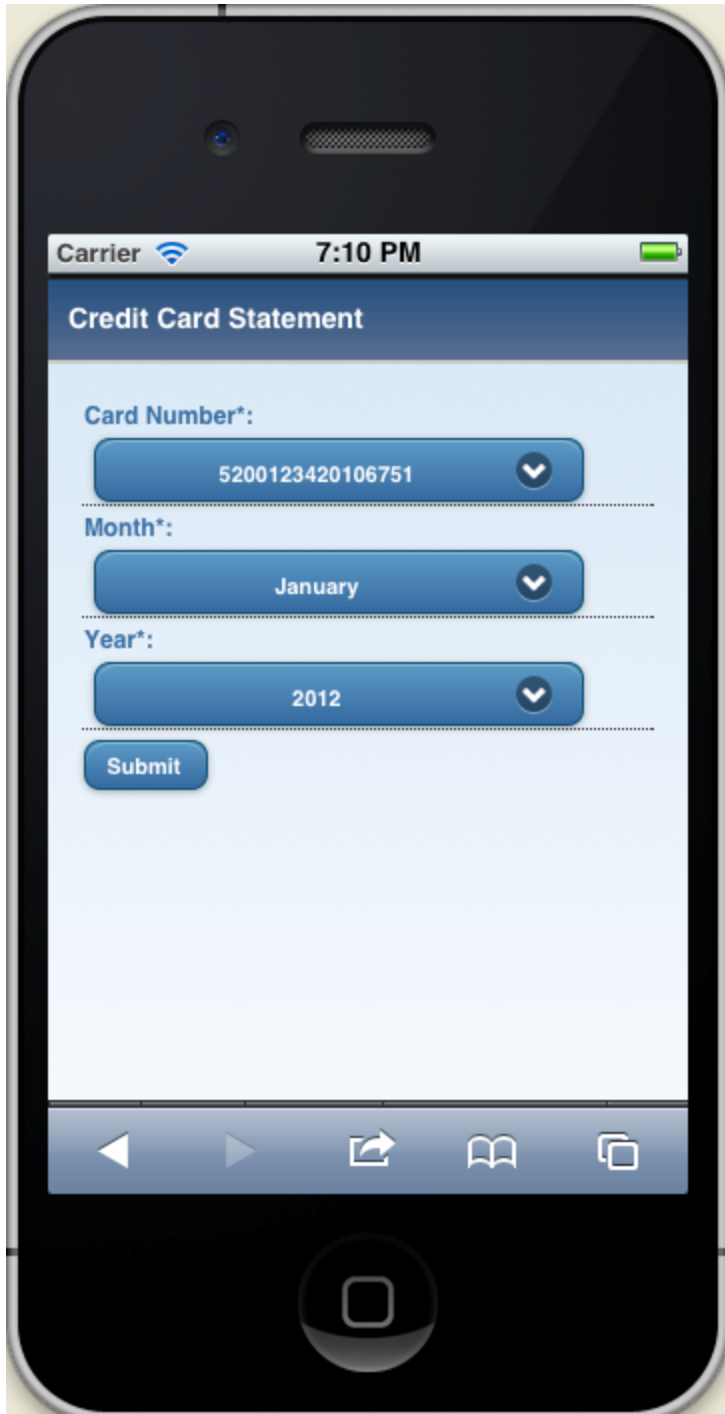 Carrier 7:10 PM
Credit Card Statement
Card Number*:
5200123420106751
Month*:
January
Year*:
2012
Submit